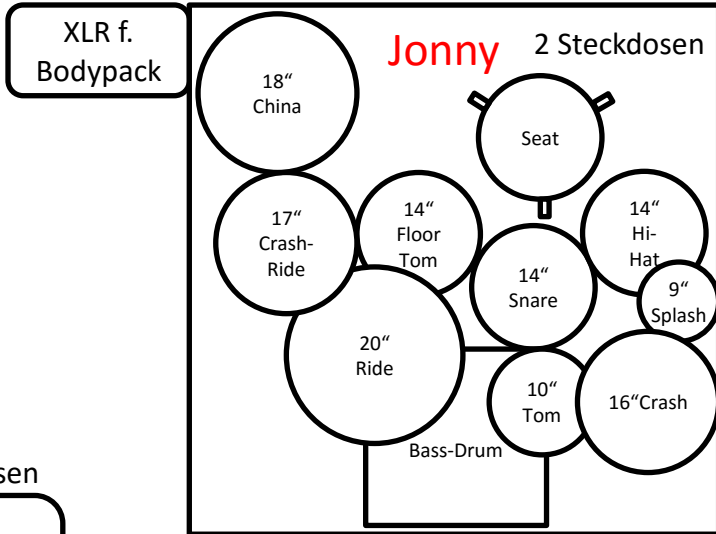 XLR f.
Bodypack
Jonny
2 Steckdosen
18“
China
Seat
17“
Crash-
Ride
14“
Floor
Tom
14“
Snare
14“
Hi-
Hat
9“
Splash
20“
Ride
10“
Tom
16“Crash
Bass-Drum
sen